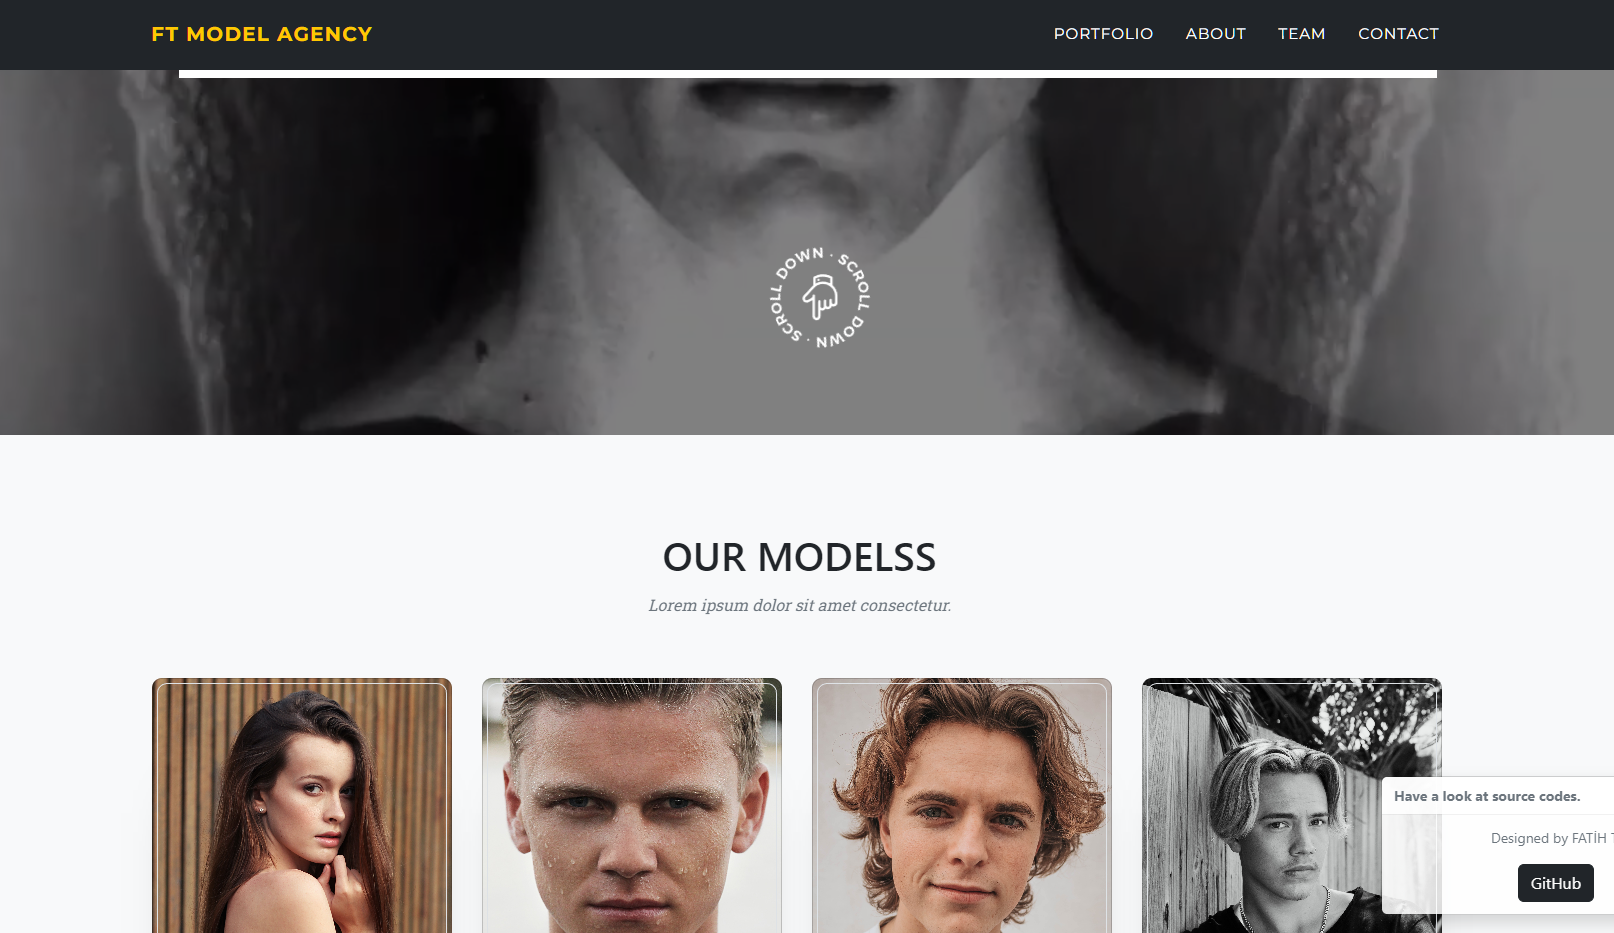 FT MODEL AGENCY
PORTFOLIO ABOUT TEAM CONTACT
SCROLL DOWN · SCROLL DOWN · 
OUR MODELSS
Lorem ipsum dolor sit amet consectetur.
Have a look at source codes.
Designed by FATİH T
GitHub